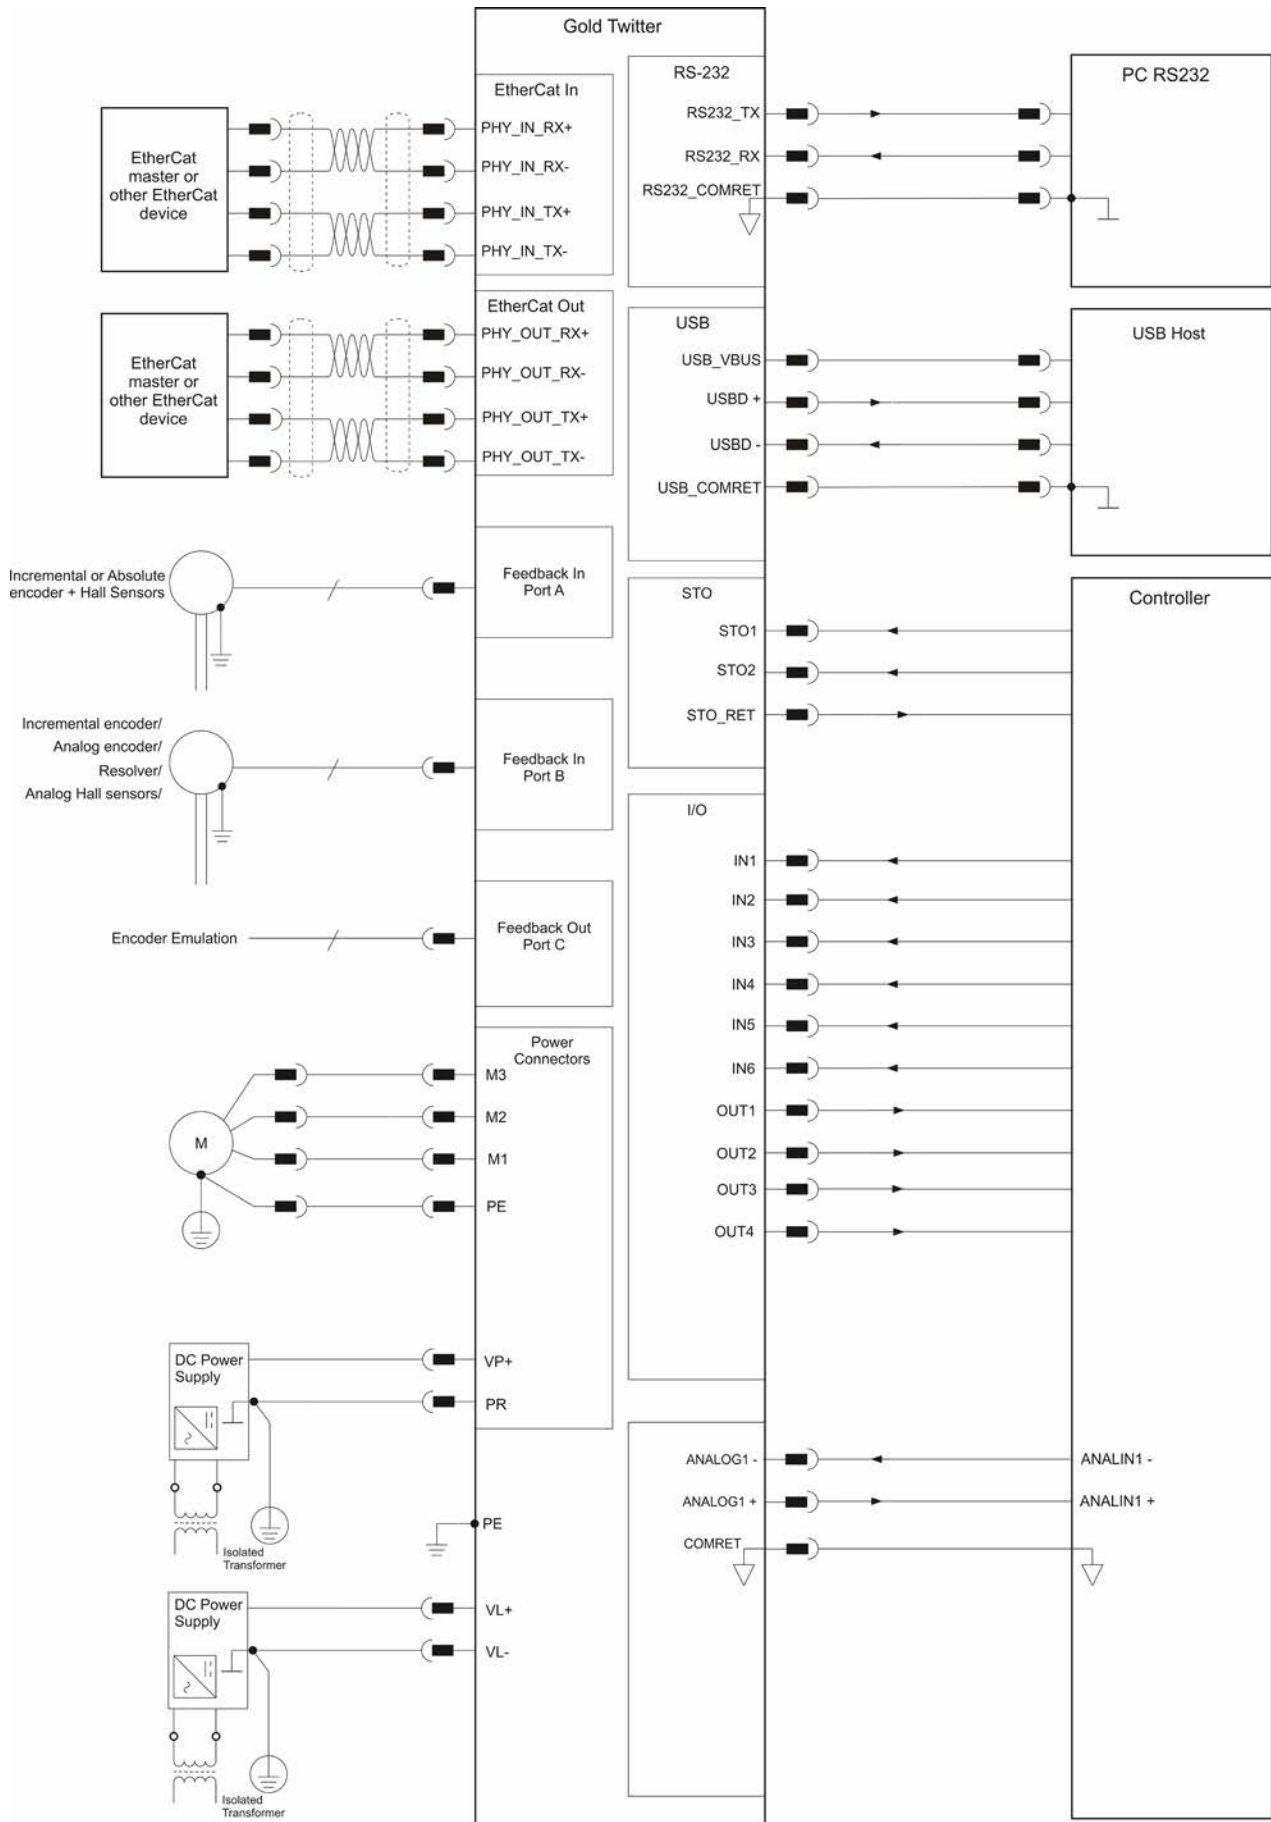 Gold Twitter
EtherCat In
EtherCat
master or
other EtherCat
device
PHY_IN_RX+
PHY_IN_RX-
PHY_IN_TX+
PHY_IN_TX-
EtherCat Out
EtherCat
master or
other EtherCat
device
PHY_OUT_RX+
PHY_OUT_RX-
PHY_OUT_TX+
PHY_OUT_TX-
Incremental or Absolute
encoder + Hall Sensors
Feedback In
Port A
Incremental encoder/
Analog encoder/
Resolver/
Analog Hall sensors/
Feedback In
Port B
Encoder Emulation
Feedback Out
Port C
Power
Connectors
M
M3
M2
M1
PE
DC Power
Supply
VP+
PR
Isolated
Transformer
PE
DC Power
Supply
VL+
VL-
Isolated
Transformer
RS-232
RS232_TX
RS232_RX
RS232_COMRET
PC RS232
USB
USB_VBUS
USBD +
USBD -
USB_COMRET
USB Host
STO
STO1
STO2
STO_RET
Controller
I/O
IN1
IN2
IN3
IN4
IN5
IN6
OUT1
OUT2
OUT3
OUT4
ANALOG1 -
ANALIN1 -
ANALOG1 +
ANALIN1 +
COMRET